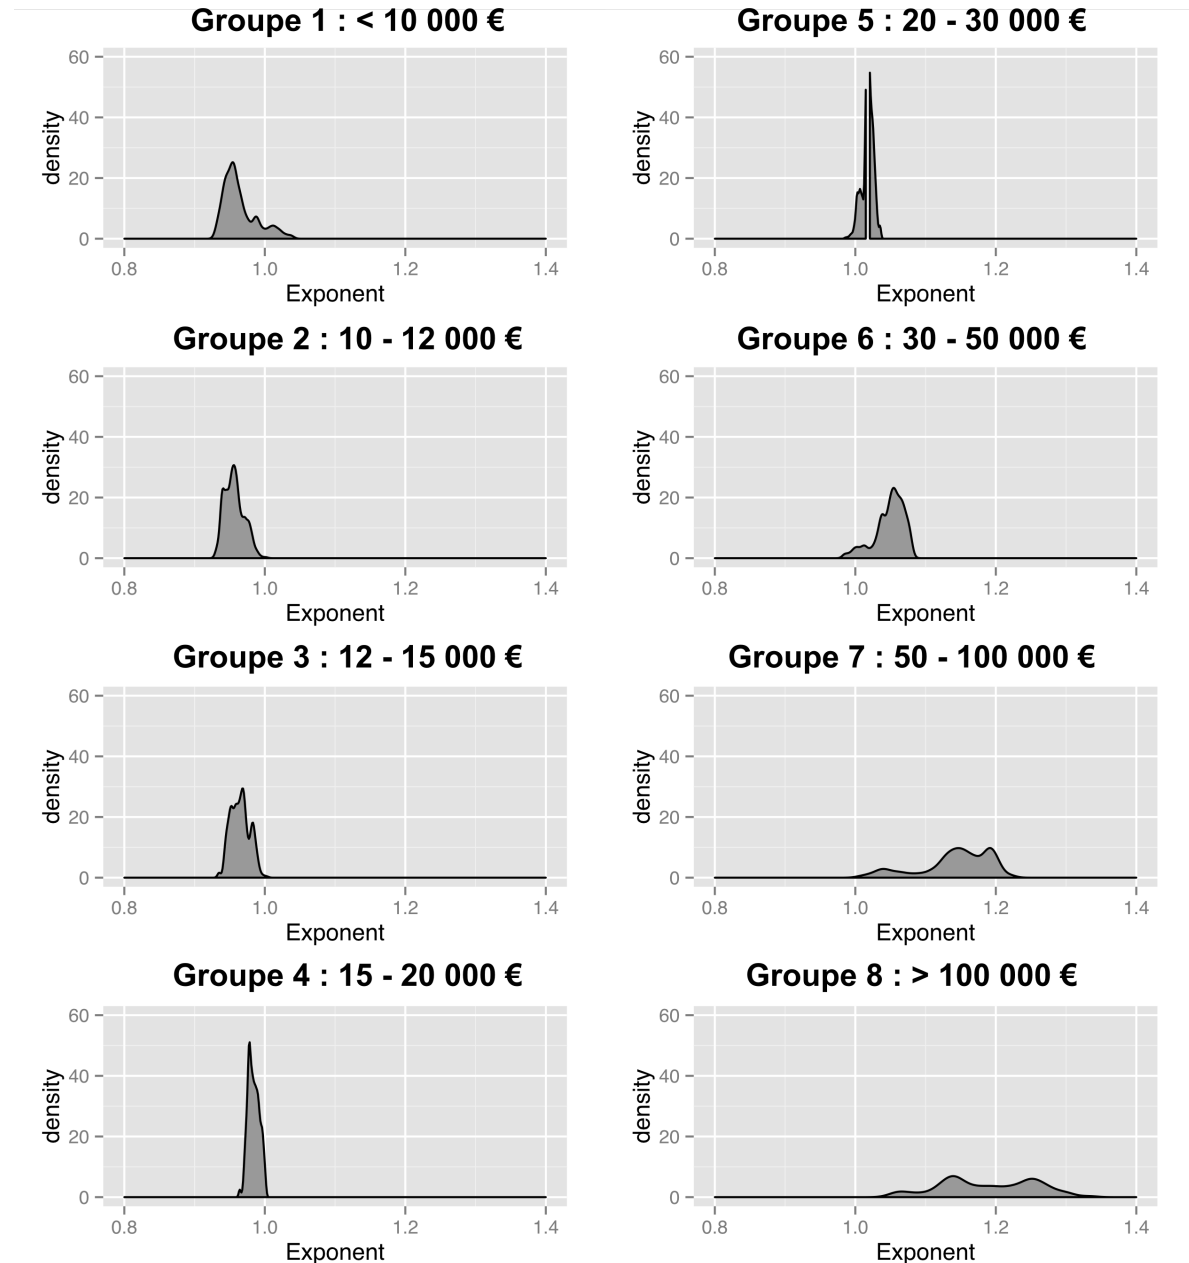 Groupe 1 : < 10 000 €
60
40
20
0
density
0.8 1.0 1.2 1.4
Exponent
Groupe 5 : 20 - 30 000 €
60
40
20
0
density
0.8 1.0 1.2 1.4
Exponent
Groupe 2 : 10 - 12 000 €
60
40
20
0
density
0.8 1.0 1.2 1.4
Exponent
Groupe 6 : 30 - 50 000 €
60
40
20
0
density
0.8 1.0 1.2 1.4
Exponent
Groupe 3 : 12 - 15 000 €
60
40
20
0
density
0.8 1.0 1.2 1.4
Exponent
Groupe 7 : 50 - 100 000 €
60
40
20
0
density
0.8 1.0 1.2 1.4
Exponent
Groupe 4 : 15 - 20 000 €
60
40
20
0
density
0.8 1.0 1.2 1.4
Exponent
Groupe 8 : > 100 000 €
60
40
20
0
density
0.8 1.0 1.2 1.4
Exponent